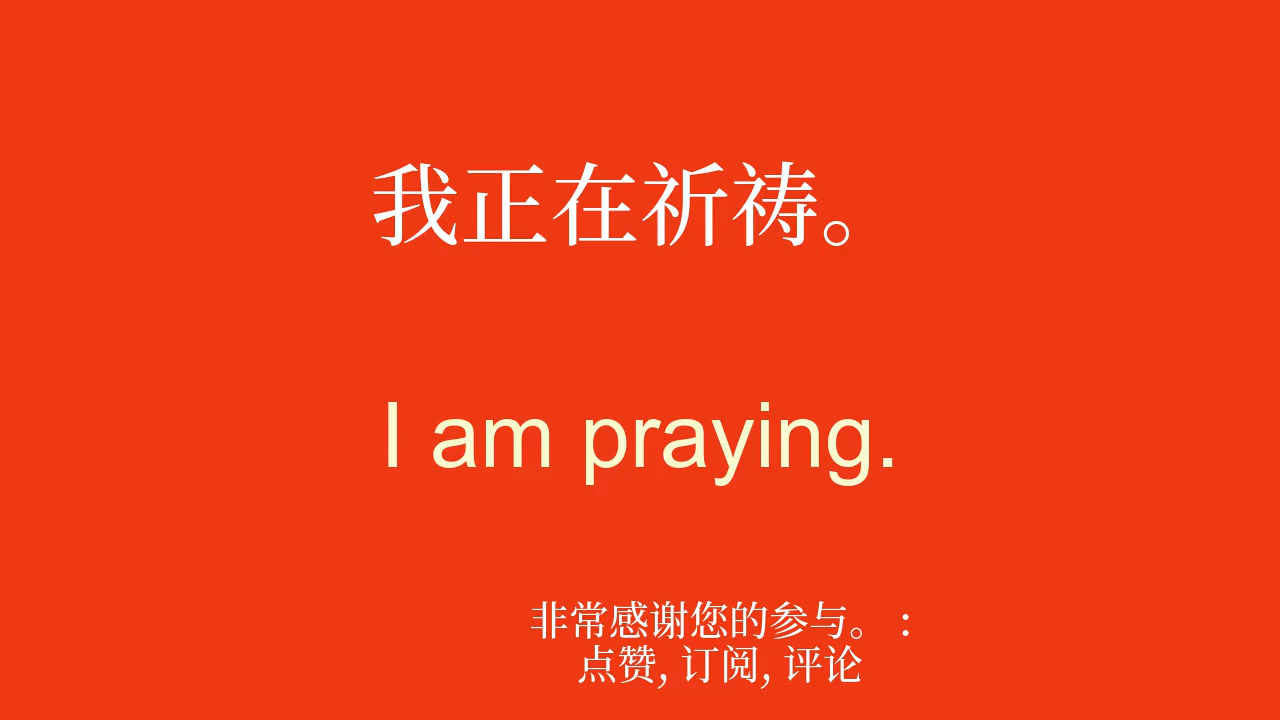 我正在祈祷。
I am praying.
非常感谢您的参与。 :
点赞, 订阅, 评论